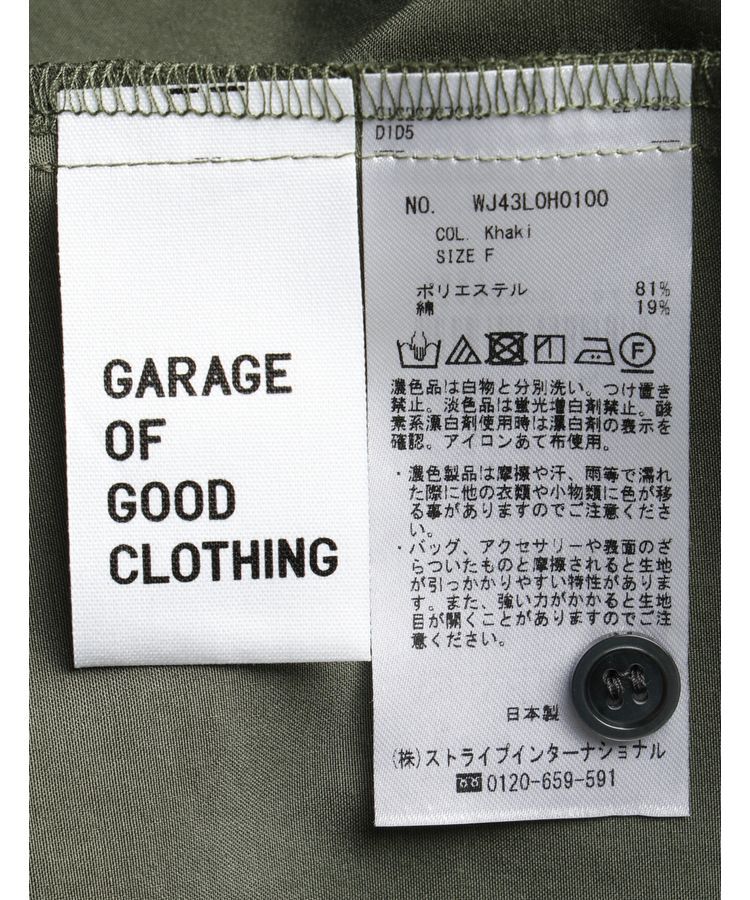 GARAGE
OF
GOOD
CLOTHING
D1D5
NO. WJ43L0H0100
COL. Khaki
SIZE F
ポリエステル 81%
綿 19%
F
濃色品は白物と分別洗い。つけ置き
禁止。淡色品は蛍光増白剤禁止。酸
素系漂白剤使用時は漂白剤の表示を
確認。アイロンあて布使用。
・濃色製品は摩擦や汗、雨等で濡れ
た際に他の衣類や小物類に色が移
る事がありますのでご注意くださ
い。
・バッグ、アクセサリーや表面のざ
らついたものと摩擦されると生地
が引っかかりやすい特性がありま
す。また、強い力がかかると生地
目が開くことがありますのでご注
意ください。
日本製
(株)ストライプインターナショナル
0120-659-591